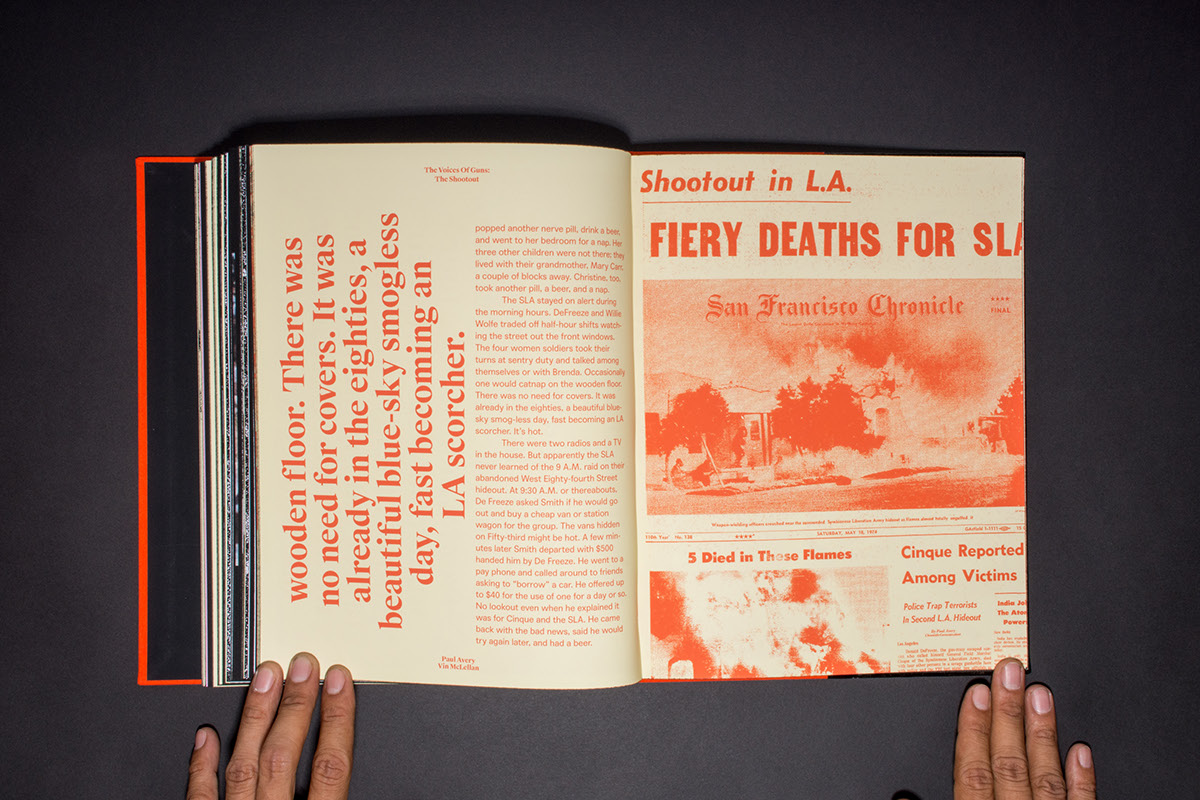 The Voices Of Guns:
The Shootout
wooden floor. There was
no need for covers. It was
already in the eighties, a
beautiful blue-sky smogless
day, fast becoming an
LA scorcher.
popped another nerve pill, drink a beer,
and went to her bedroom for a nap. Her
three other children were not there; they
lived with their grandmother, Mary Carr,
a couple of blocks away. Christine, too,
took another pill, a beer, and a nap.
The SLA stayed on alert during
the morning hours. DeFreeze and Willie
Wolfe traded off half-hour shifts watch-
ing the street out the front windows.
The four women soldiers took their
turns at sentry duty and talked among
themselves or with Brenda. Occasionally
one would catnap on the wooden floor.
There was no need for covers. It was
already in the eighties, a beautiful blue-
sky smog-less day, fast becoming an LA
scorcher. It's hot.
There were two radios and a TV
in the house. But apparently the SLA
never learned of the 9 A.M. raid on their
abandoned West Eighty-fourth Street
hideout. At 9:30 A.M. or thereabouts.
De Freeze asked Smith if he would go
out and buy a cheap van or station
wagon for the group. The vans hidden
on Fifty-third might be hot. A few min-
utes later Smith departed with $500
handed him by De Freeze. He went to a
pay phone and called around to friends
asking to "borrow" a car. He offered up
to $40 for the use of one for a day or so.
No lookout even when he explained it
was for Cinque and the SLA. He came
back with the bad news, said he would
try again later, and had a beer.
Paul Avery
Vin McLellan
Shootout in L.A.
FIERY DEATHS FOR SLA
San Francisco Chronicle
★★★★
FINAL
110th Year No. 138 ★★★★ SATURDAY, MAY 18, 1974
5 Died in These Flames
Cinque Reported
Among Victims
Police Trap Terrorists
In Second L.A. Hideout
By Paul Avery
Los Angeles